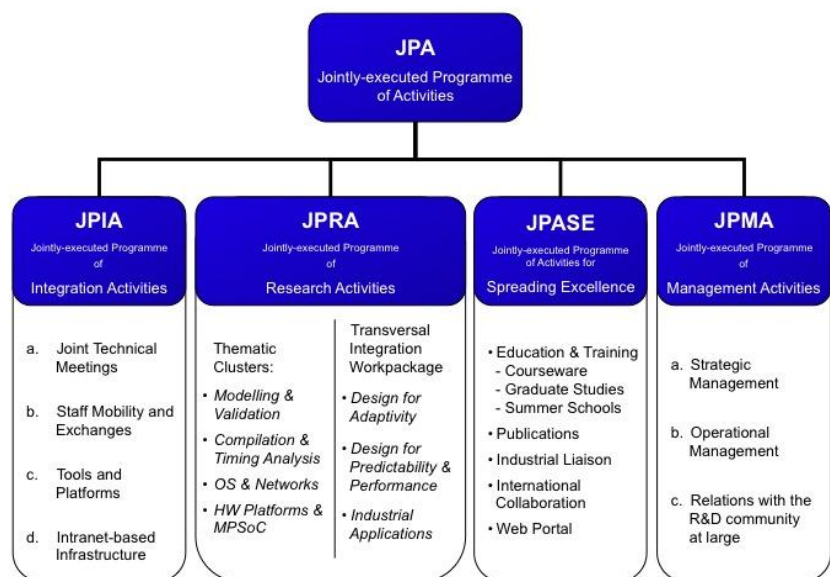 JPA
Jointly-executed Programme
of Activities
JPIA
Jointly-executed Programme
of
Integration Activities
a. Joint Technical
Meetings
b. Staff Mobility and
Exchanges
c. Tools and
Platforms
d. Intranet-based
Infrastructure
JPRA
Jointly-executed Programme
of
Research Activities
Thematic
Clusters:
• Modelling &
Validation
• Compilation &
Timing Analysis
• OS & Networks
• HW Platforms &
MPSoC
Transversal
Integration
Workpackage
• Design for
Adaptivity
• Design for
Predictability &
Performance
• Industrial
Applications
JPASE
Jointly-executed Programme
of Activities for
Spreading Excellence
• Education & Training
- Courseware
- Graduate Studies
- Summer Schools
• Publications
• Industrial Liaison
• International
Collaboration
• Web Portal
JPMA
Jointly-executed Programme
of
Management Activities
a. Strategic
Management
b. Operational
Management
c. Relations with the
R&D community
at large